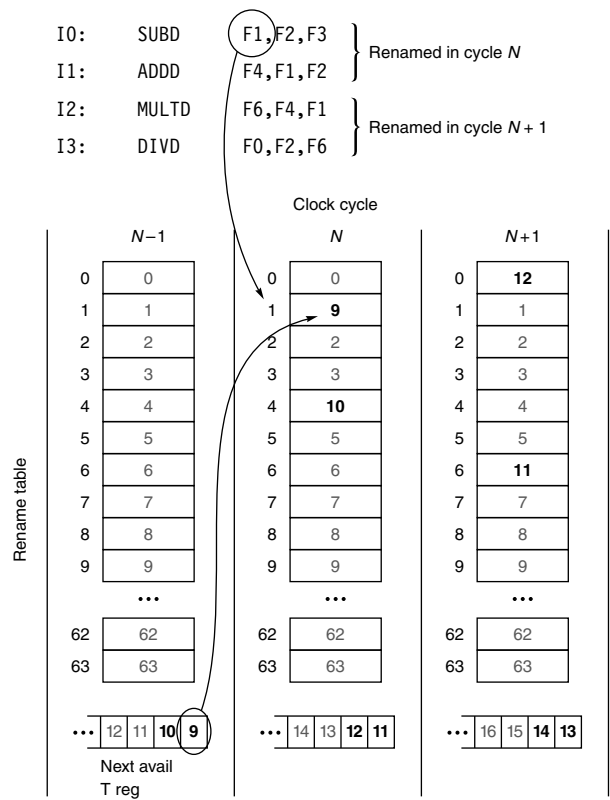 I0: SUBD F1,F2,F3
I1: ADDD F4,F1,F2
Renamed in cycle N
I2: MULTD F6,F4,F1
I3: DIVD F0,F2,F6
Renamed in cycle N + 1
Clock cycle
N–1 N N+1
0 0 0 0 0 12
1 1 1 9 1 1
2 2 2 2 2 2
3 3 3 3 3 3
4 4 4 10 4 4
5 5 5 5 5 5
6 6 6 6 6 11
7 7 7 7 7 7
8 8 8 8 8 8
9 9 9 9 9 9
... ... ...
62 62 62 62 62 62
63 63 63 63 63 63
Rename table
... 12 11 10 9 ... 14 13 12 11 ... 16 15 14 13
Next avail
T reg